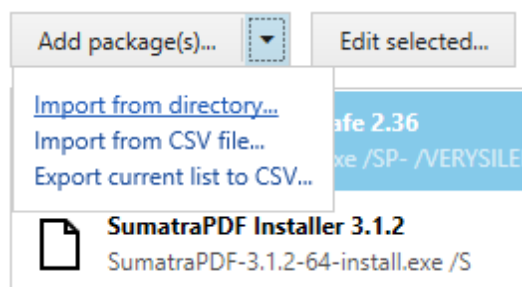 Add package(s)...
Edit selected...
Import from directory...
afe 2.36
Import from CSV file...
xe /SP- /VERYSILE
Export current list to CSV...
SumatraPDF Installer 3.1.2
SumatraPDF-3.1.2-64-install.exe /S